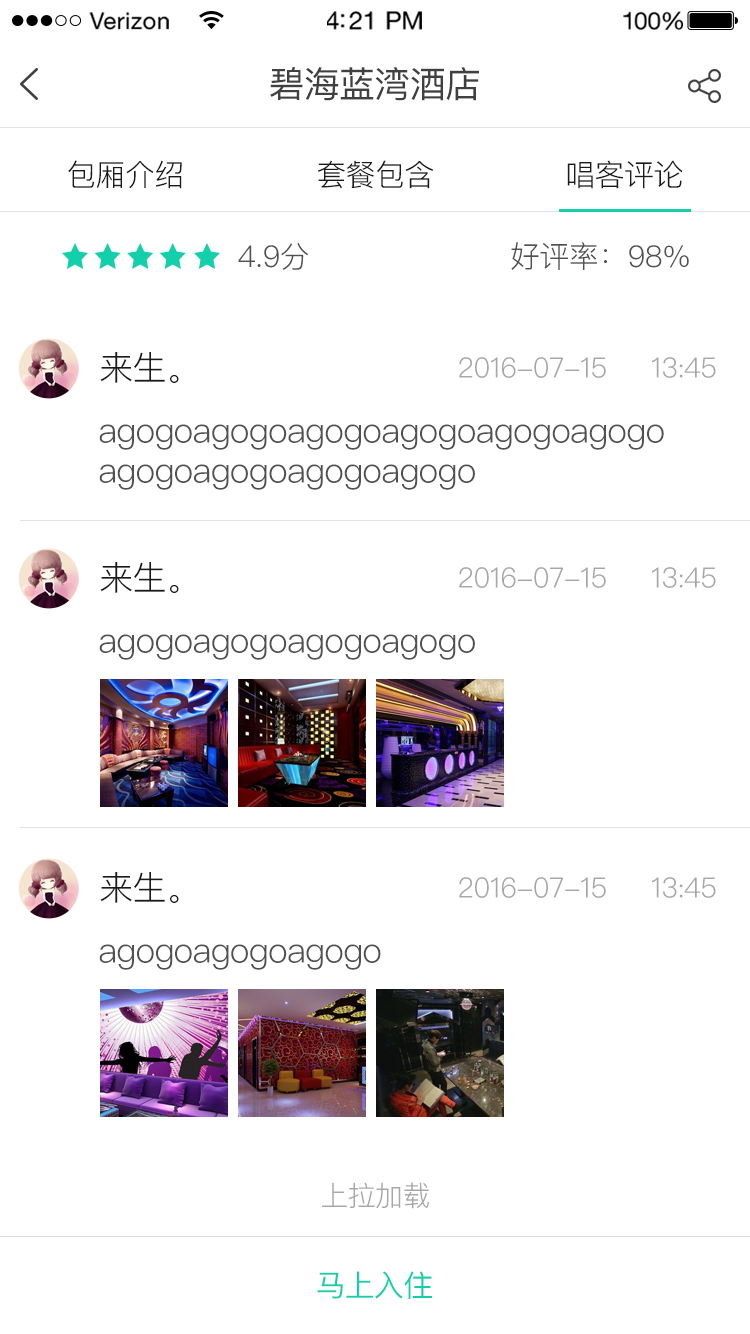 Verizon 4:21 PM 100%
碧海蓝湾酒店
包厢介绍 套餐包含 唱客评论
4.9分 好评率：98%
来生。 2016-07-15 13:45
agogoagogoagogoagogoagogoagogo
agogoagogoagogoagogo
来生。 2016-07-15 13:45
agogoagogoagogoagogo
来生。 2016-07-15 13:45
agogoagogoagogo
上拉加载
马上入住